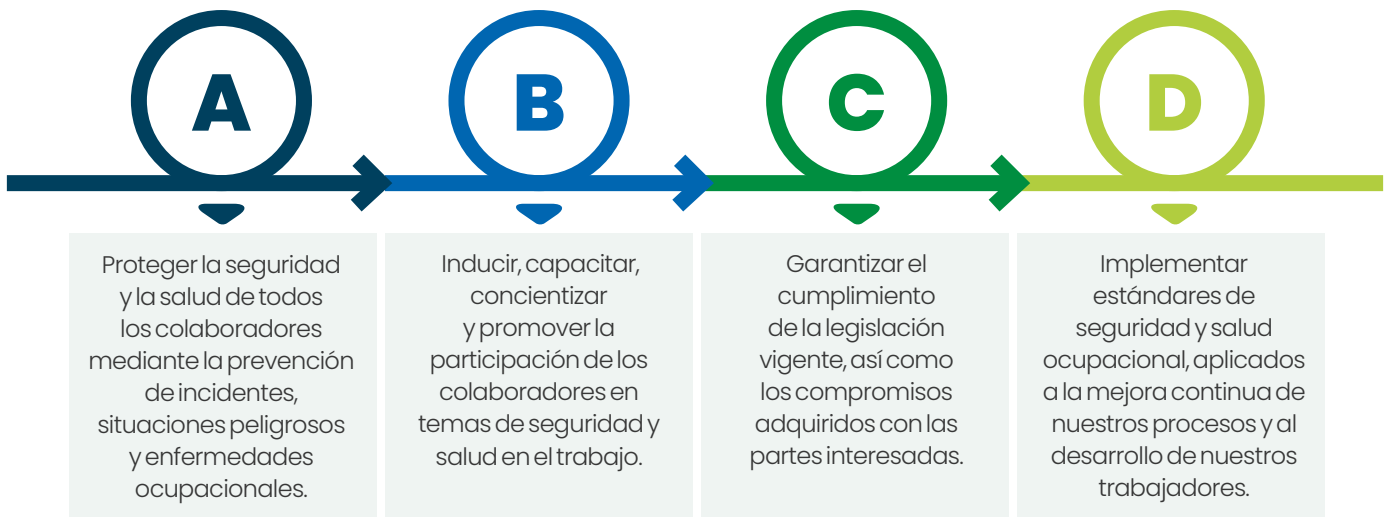 A
Proteger la seguridad
y la salud de todos
los colaboradores
mediante la prevención
de incidentes,
situaciones peligrosos
y enfermedades
ocupacionales.
B
Inducir, capacitar,
concientizar
y promover la
participación de los
colaboradores en
temas de seguridad y
salud en el trabajo.
C
Garantizar el
cumplimiento
de la legislación
vigente, así como
los compromisos
adquiridos con las
partes interesadas.
D
Implementar
estándares de
seguridad y salud
ocupacional, aplicados
a la mejora continua de
nuestros procesos y al
desarrollo de nuestros
trabajadores.